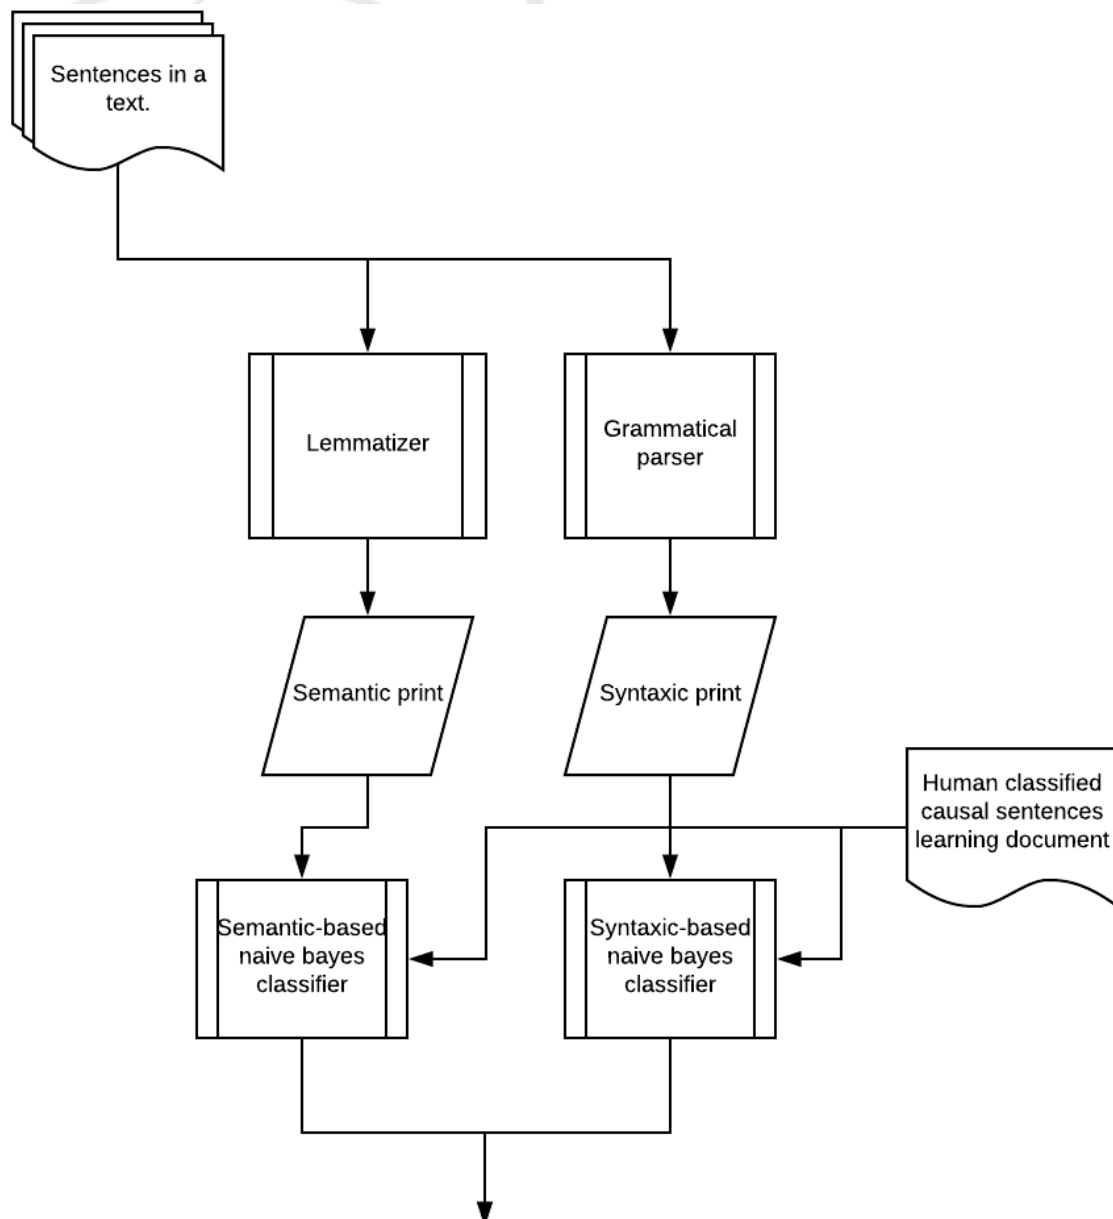 Sentences in a
text.
Lemmatizer
Grammatical
parser
Semantic print
Syntaxic print
Human classified
causal sentences
learning document
Semantic-based
naive bayes
classifier
Syntaxic-based
naive bayes
classifier